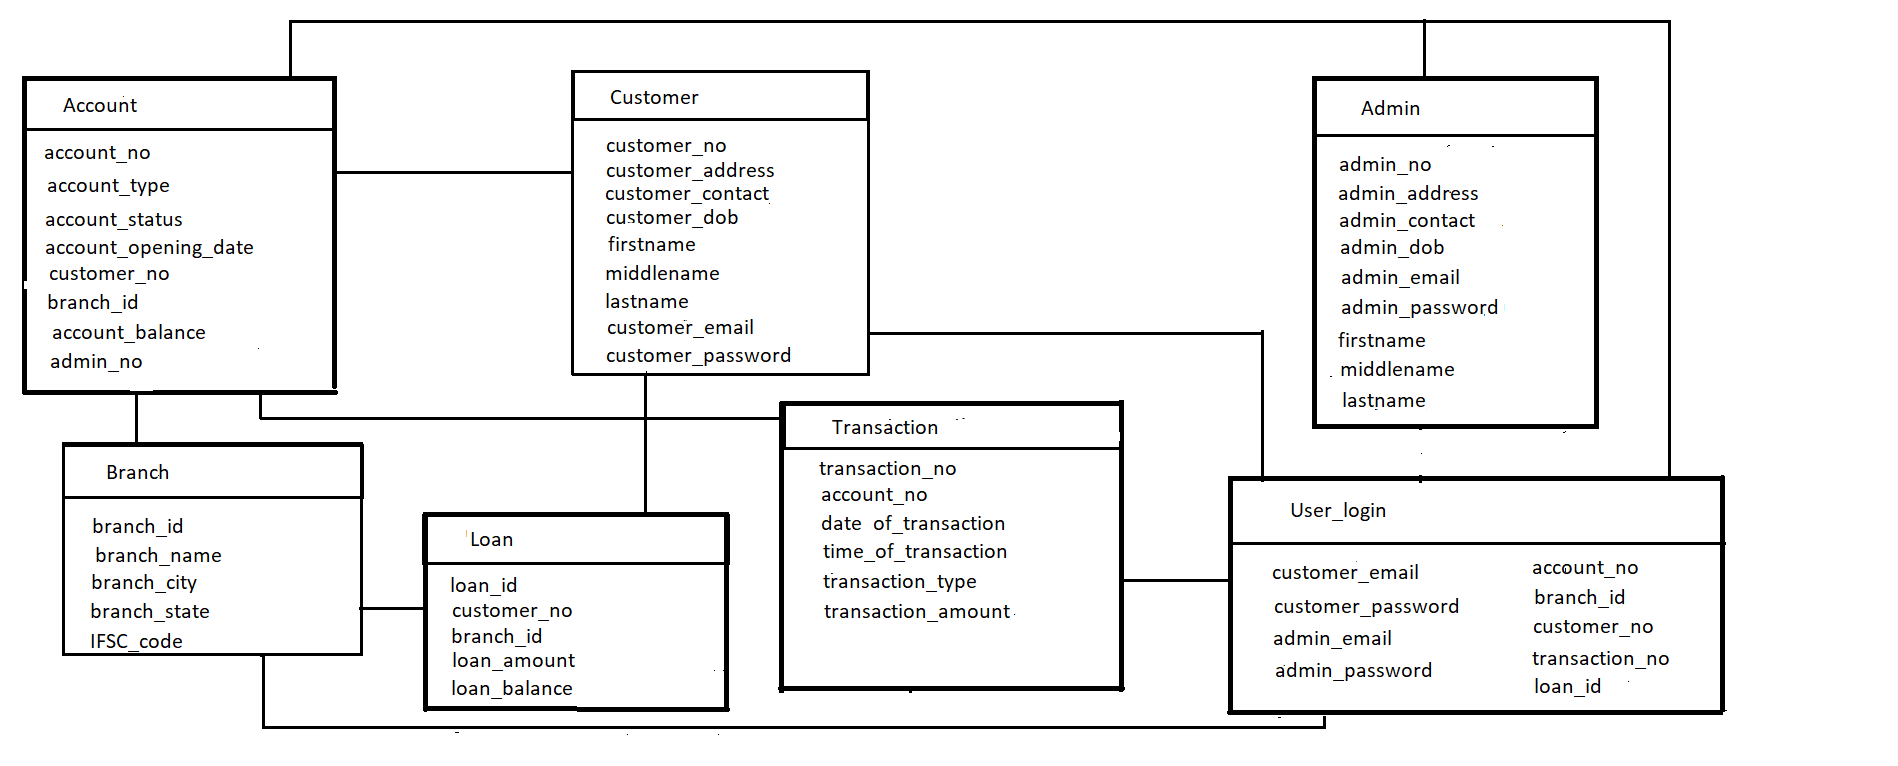 Account
account_no
account_type
account_status
account_opening_date
customer_no
branch_id
account_balance
admin_no
Customer
customer_no
customer_address
customer_contact
customer_dob
firstname
middlename
lastname
customer_email
customer_password
Admin
admin_no
admin_address
admin_contact
admin_dob
admin_email
admin_password
firstname
middlename
lastname
Branch
branch_id
branch_name
branch_city
branch_state
IFSC_code
Loan
loan_id
customer_no
branch_id
loan_amount
loan_balance
Transaction
transaction_no
account_no
date of_transaction
time_of_transaction
transaction_type
transaction_amount
User_login
customer_email
customer_password
admin_email
admin_password
account_no
branch_id
customer_no
transaction_no
loan_id